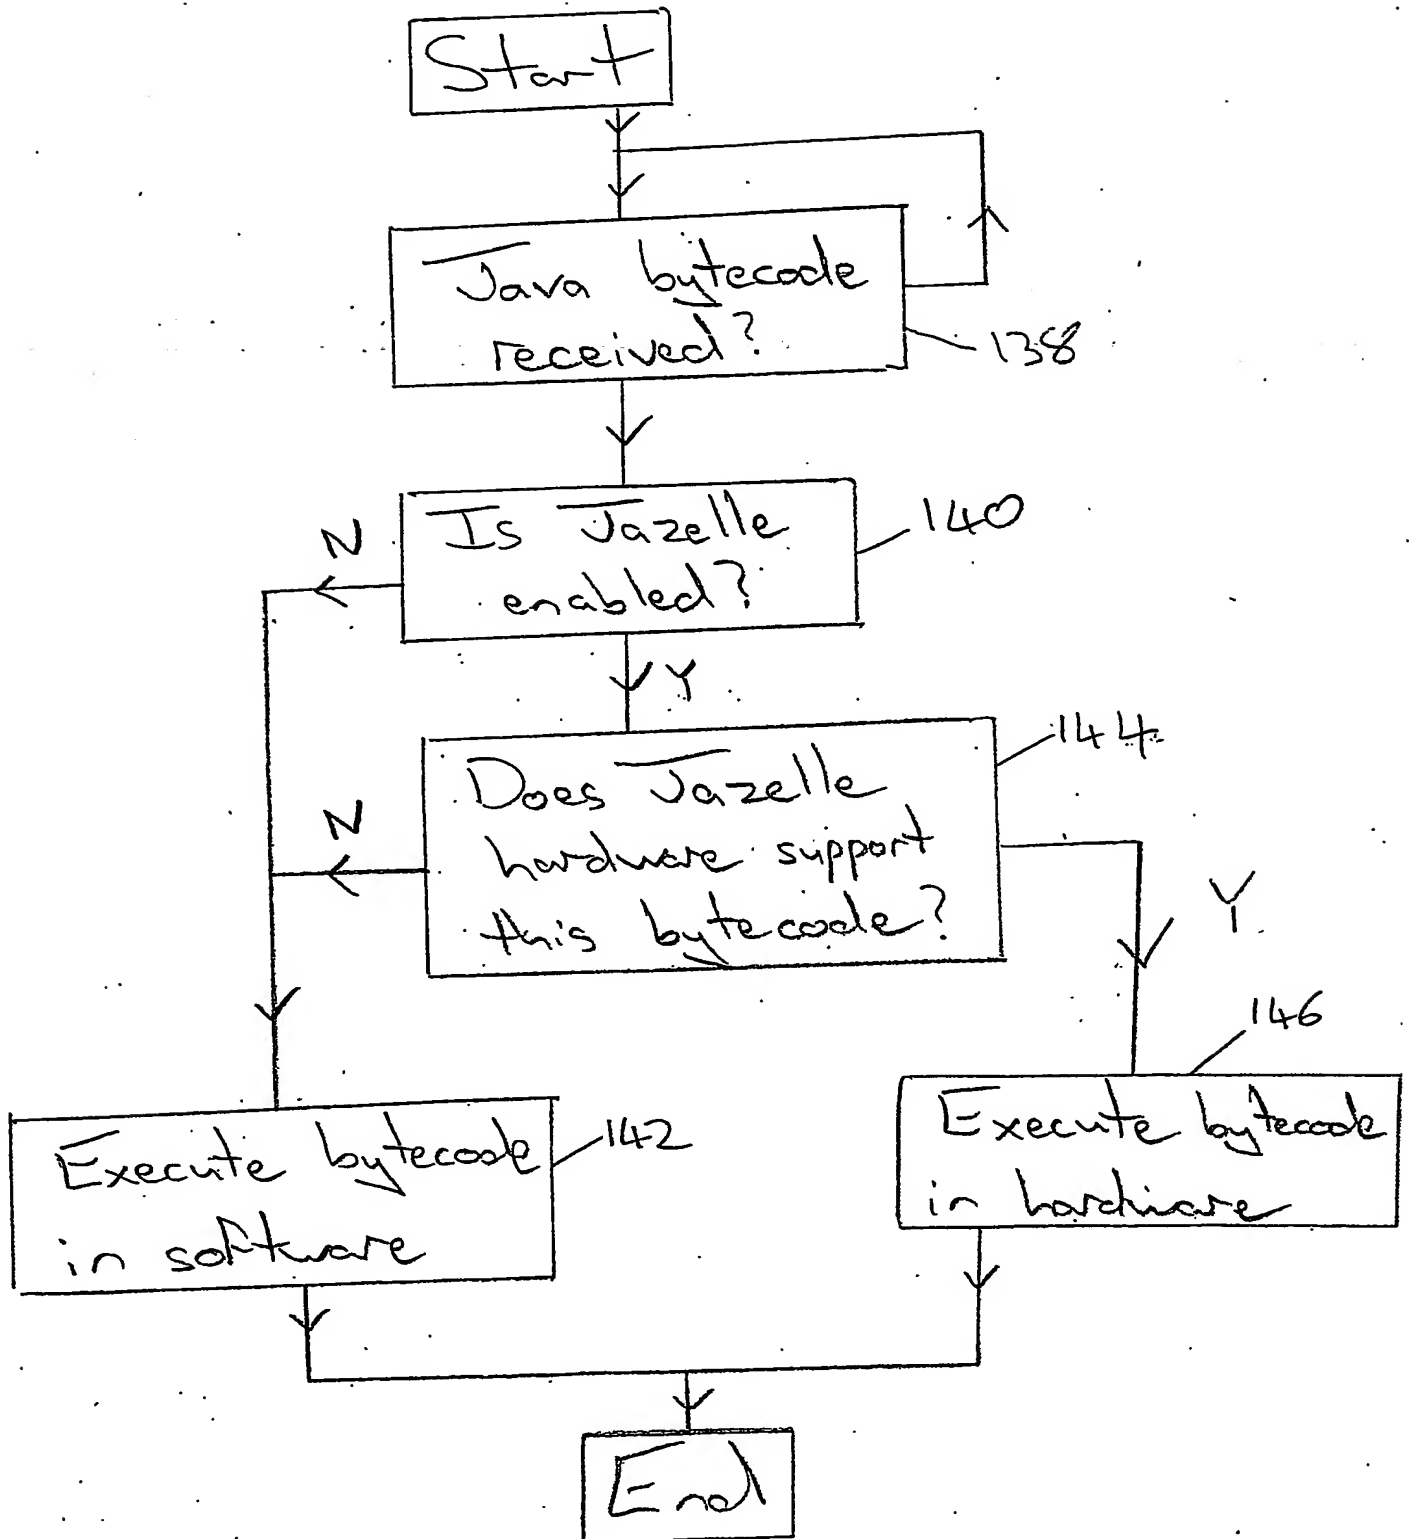 Start
Java bytecode
received?
138
Is Jazelle
enabled?
140
N
Y
Does Jazelle
hardware support
this bytecode?
144
N
Y
Execute bytecode
in software
142
Execute bytecode
in hardware
146
End